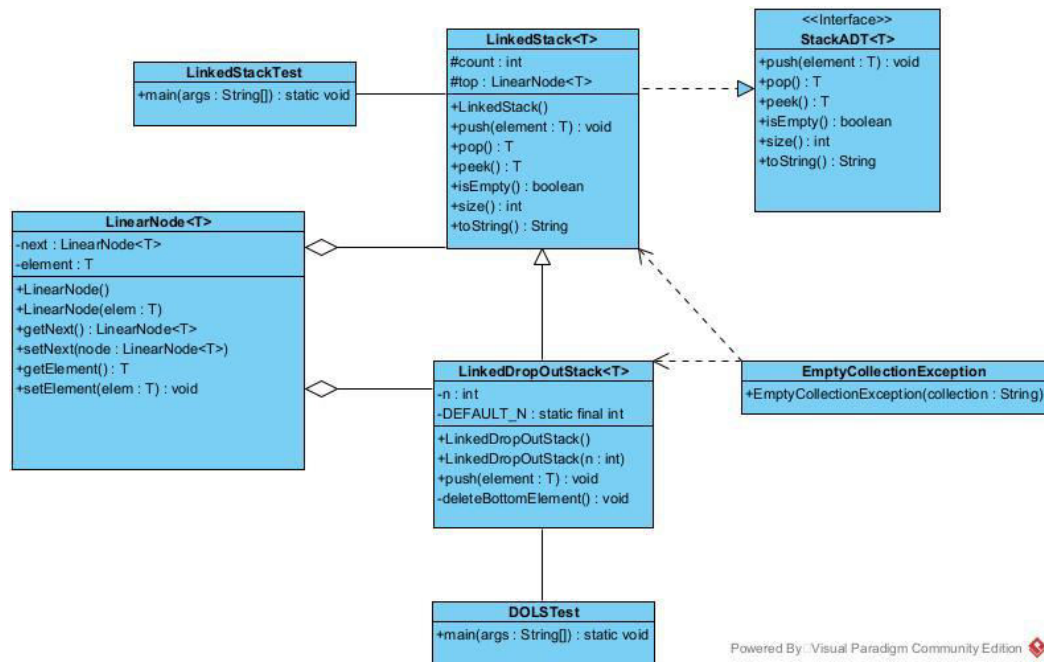 LinkedStackTest
+main(args : String[]) : static void
LinkedStack<T>
#count : int
#top : LinearNode<T>
+LinkedStack()
+push(element : T) : void
+pop() : T
+peek() : T
+isEmpty() : boolean
+size() : int
+toString() : String
<<Interface>>
StackADT<T>
+push(element : T) : void
+pop() : T
+peek() : T
+isEmpty() : boolean
+size() : int
+toString() : String
LinearNode<T>
-next : LinearNode<T>
-element : T
+LinearNode()
+LinearNode(elem : T)
+getNext() : LinearNode<T>
+setNext(node : LinearNode<T>)
+getElement() : T
+setElement(elem : T) : void
LinkedDropOutStack<T>
-n : int
-DEFAULT_N : static final int
+LinkedDropOutStack()
+LinkedDropOutStack(n : int)
+push(element : T) : void
-deleteBottomElement() : void
EmptyCollectionException
+EmptyCollectionException(collection : String)
DOLSTest
+main(args : String[]) : static void
Powered By Visual Paradigm Community Edition